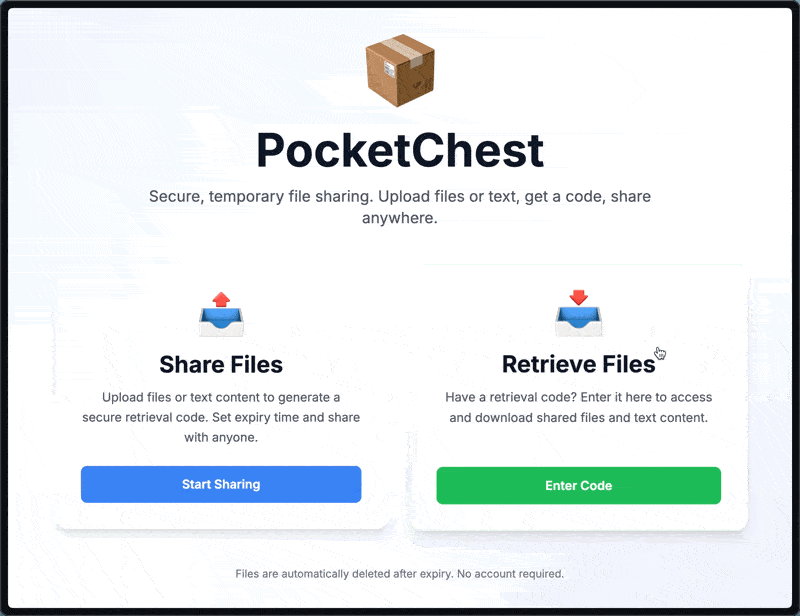 PocketChest
Secure, temporary file sharing. Upload files or text, get a code, share
anywhere.
Share Files
Upload files or text content to generate a
secure retrieval code. Set expiry time and share
with anyone.
Start Sharing
Retrieve Files
Have a retrieval code? Enter it here to access
and download shared files and text content.
Enter Code
Files are automatically deleted after expiry. No account required.